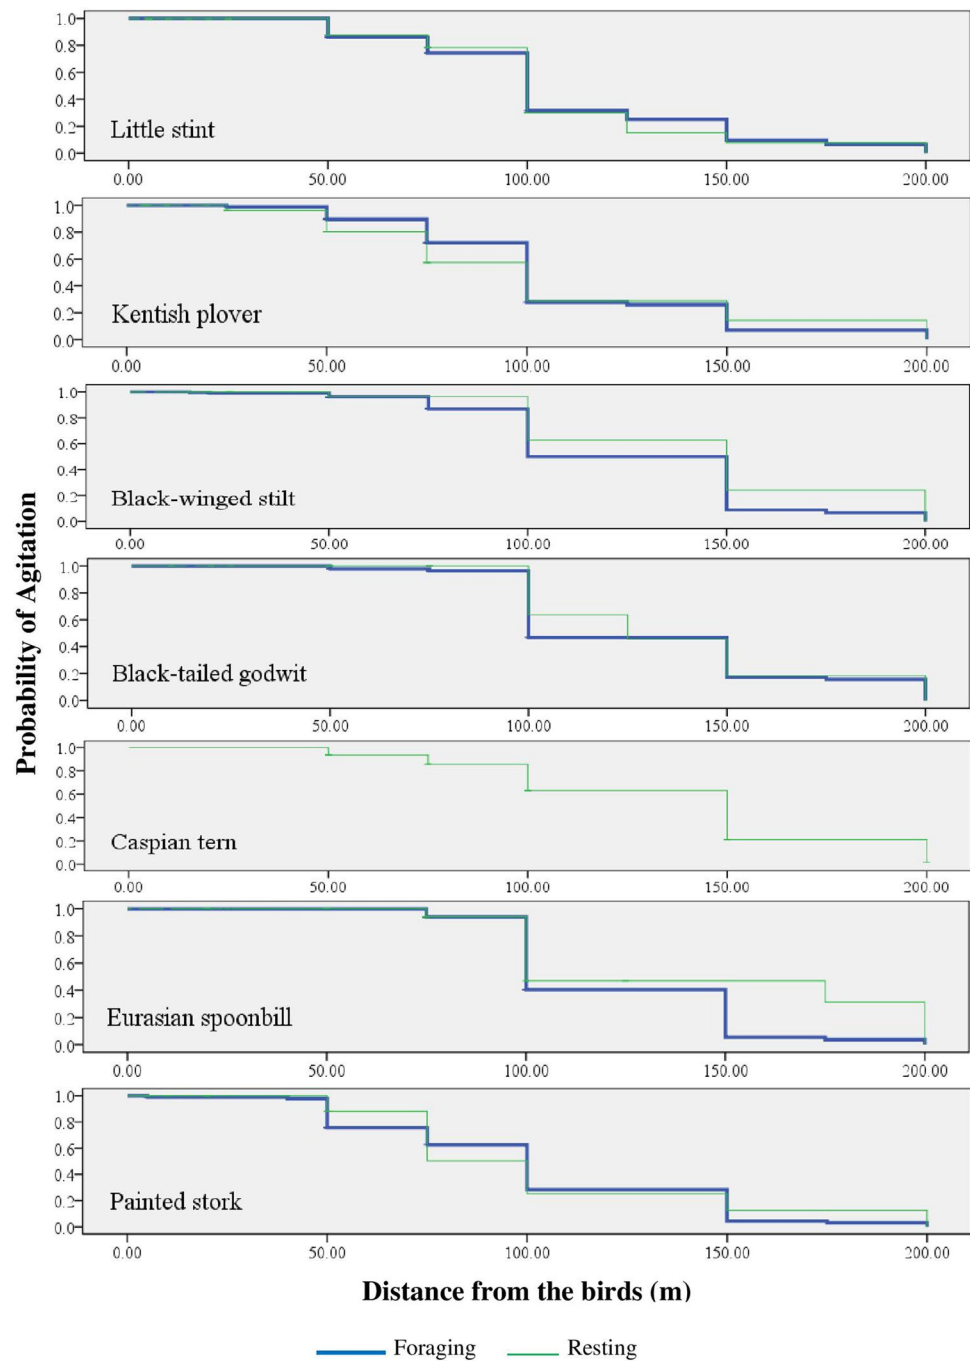 1.0
0.8
0.6
0.4
0.2
0.0
Little stint
0.00 50.00 100.00 150.00 200.00
1.0
0.8
0.6
0.4
0.2
0.0
Kentish plover
0.00 50.00 100.00 150.00 200.00
1.0
0.8
0.6
0.4
0.2
0.0
Black-winged stilt
0.00 50.00 100.00 150.00 200.00
1.0
0.8
0.6
0.4
0.2
0.0
Black-tailed godwit
0.00 50.00 100.00 150.00 200.00
1.0
0.8
0.6
0.4
0.2
0.0
Caspian tern
0.00 50.00 100.00 150.00 200.00
1.0
0.8
0.6
0.4
0.2
0.0
Eurasian spoonbill
0.00 50.00 100.00 150.00 200.00
1.0
0.8
0.6
0.4
0.2
0.0
Painted stork
0.00 50.00 100.00 150.00 200.00
Probability of Agitation
Distance from the birds (m)
Foraging Resting